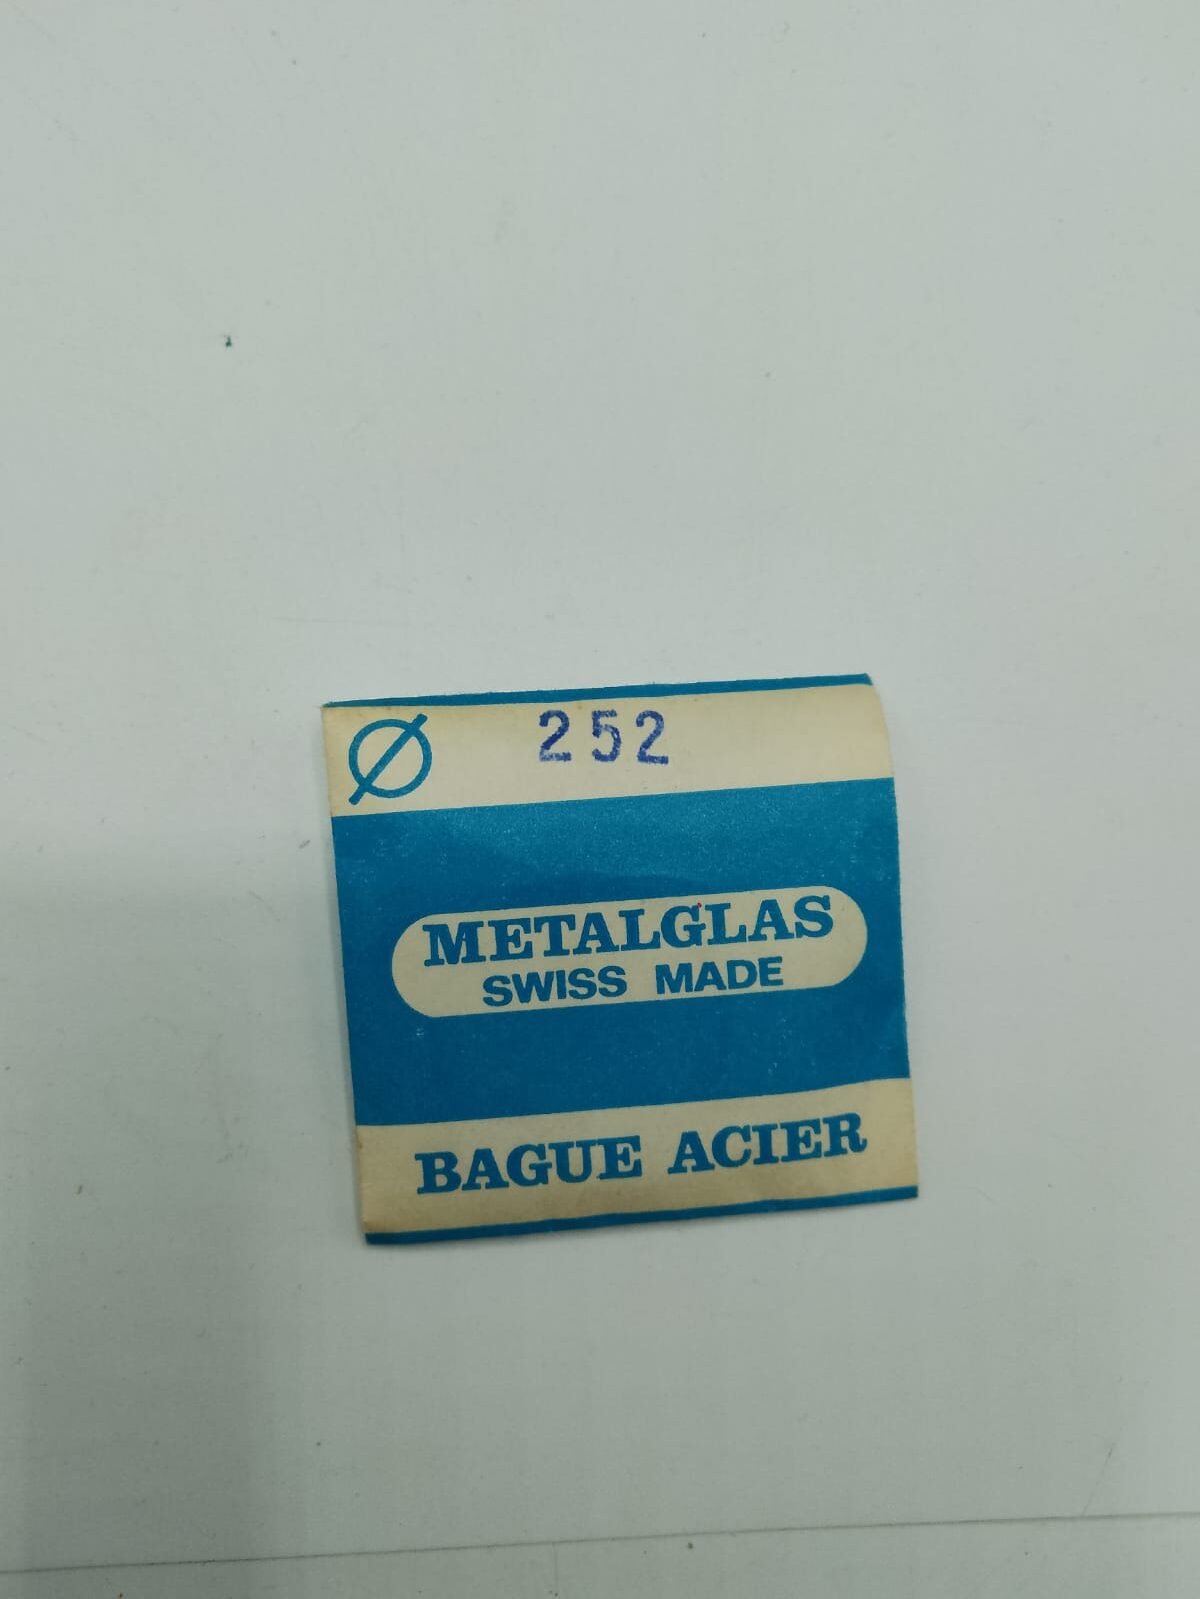 Ø 252
METALGLAS
SWISS MADE
BAGUE ACIER